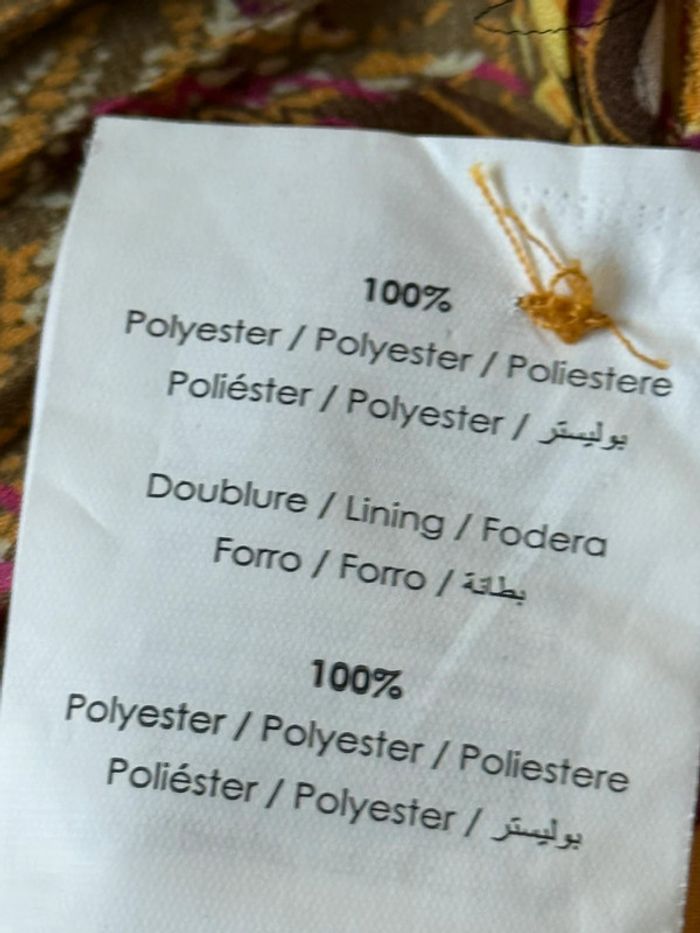 100%
Polyester / Polyester / Poliestere
Poliéster / Polyester / بوليستر
Doublure / Lining / Fodera
Forro / Forro / بطانة
100%
Polyester / Polyester / Poliestere
Poliéster / Polyester / بوليستر